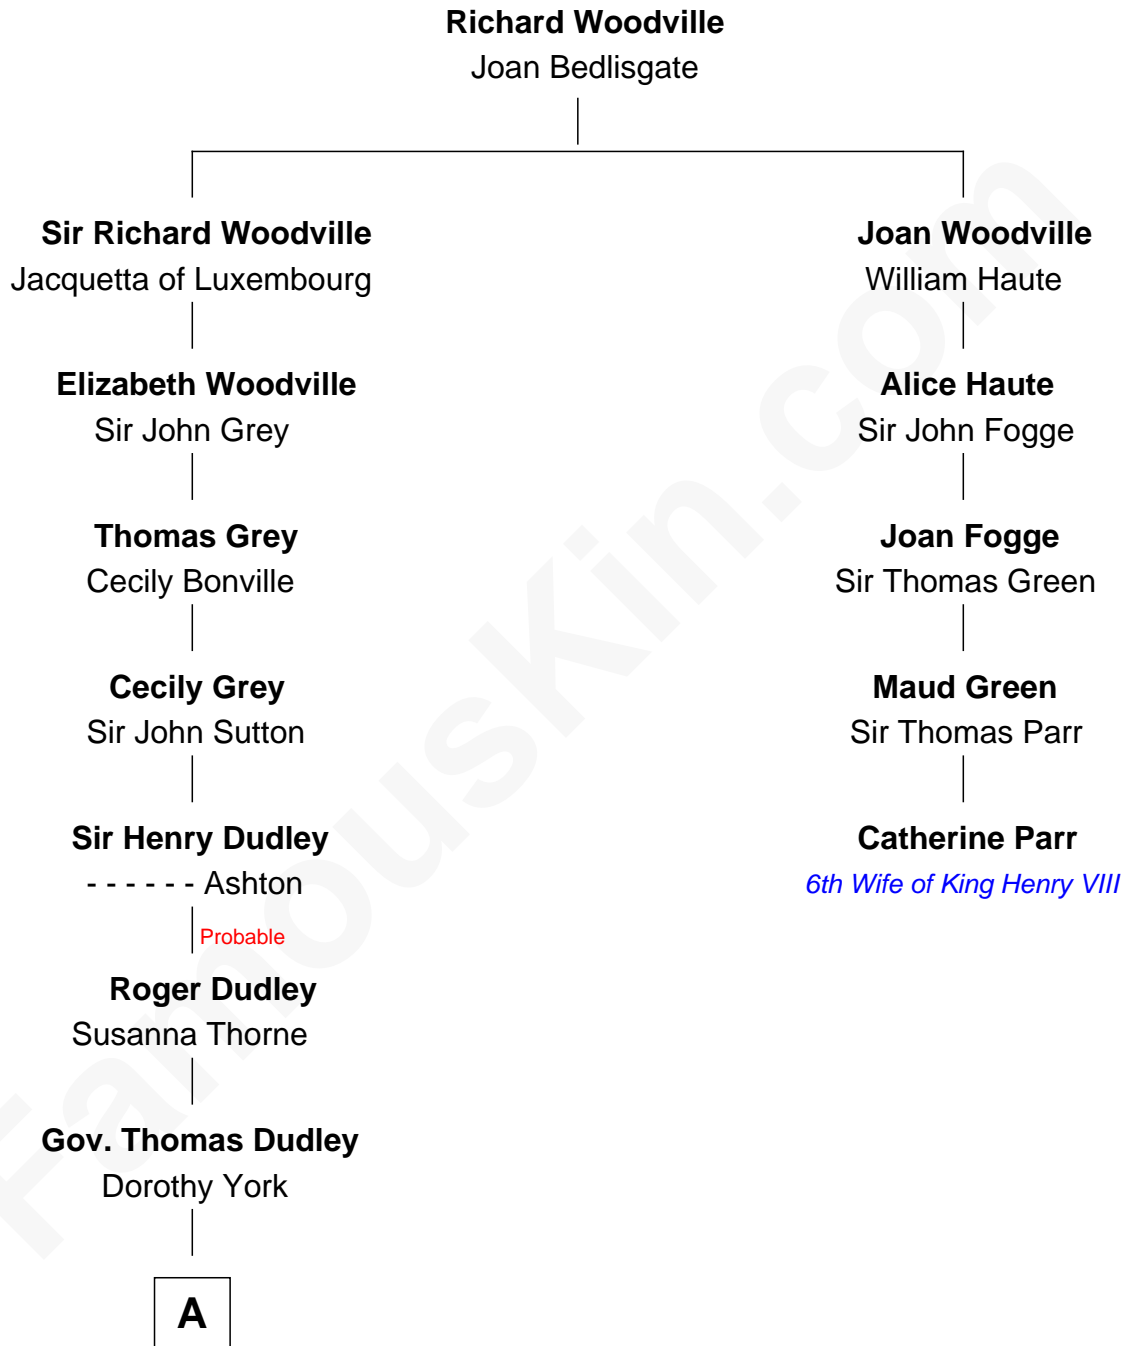 Richard Woodville
Joan Bedlisgate
Sir Richard Woodville
Jacquetta of Luxembourg
Elizabeth Woodville
Sir John Grey
Thomas Grey
Cecily Bonville
Cecily Grey
Sir John Sutton
Sir Henry Dudley
- - - - - - Ashton
Probable
Roger Dudley
Susanna Thorne
Gov. Thomas Dudley
Dorothy York
A
Joan Woodville
William Haute
Alice Haute
Sir John Fogge
Joan Fogge
Sir Thomas Green
Maud Green
Sir Thomas Parr
Catherine Parr
6th Wife of King Henry VIII
FamousKin.com